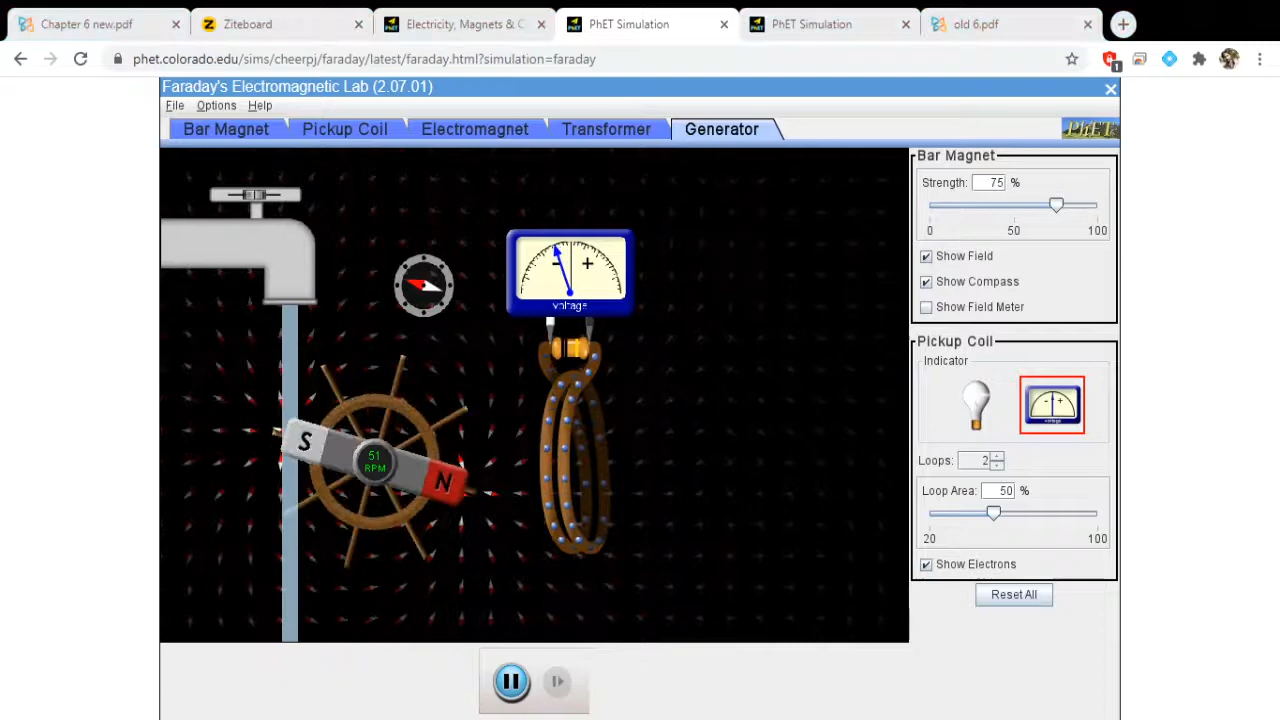 Chapter 6 new.pdf
Ziteboard
Electricity, Magnets & C
PhET Simulation
PhET Simulation
old 6.pdf
phet.colorado.edu/sims/cheerpj/faraday/latest/faraday.html?simulation=faraday
1
Faraday's Electromagnetic Lab (2.07.01)
File Options Help
Bar Magnet Pickup Coil Electromagnet Transformer Generator
PhET
Bar Magnet
Strength: 75 %
0 50 100
Show Field
Show Compass
Show Field Meter
Pickup Coil
Indicator
- +
voltage
Loops: 2
Loop Area: 50 %
20 100
Show Electrons
Reset All
- +
voltage
S
51
RPM
N